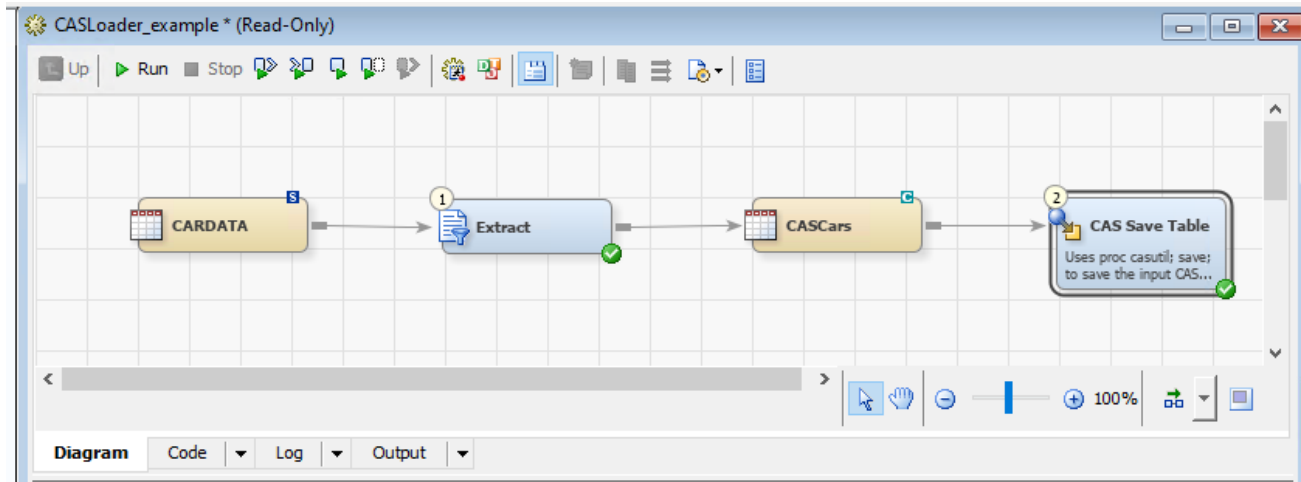 CASLoader_example * (Read-Only)
Up Run Stop
S 1 C 2
CARDATA Extract CASCars CAS Save Table
Uses proc casutil; save;
to save the input CAS...
100%
Diagram Code Log Output